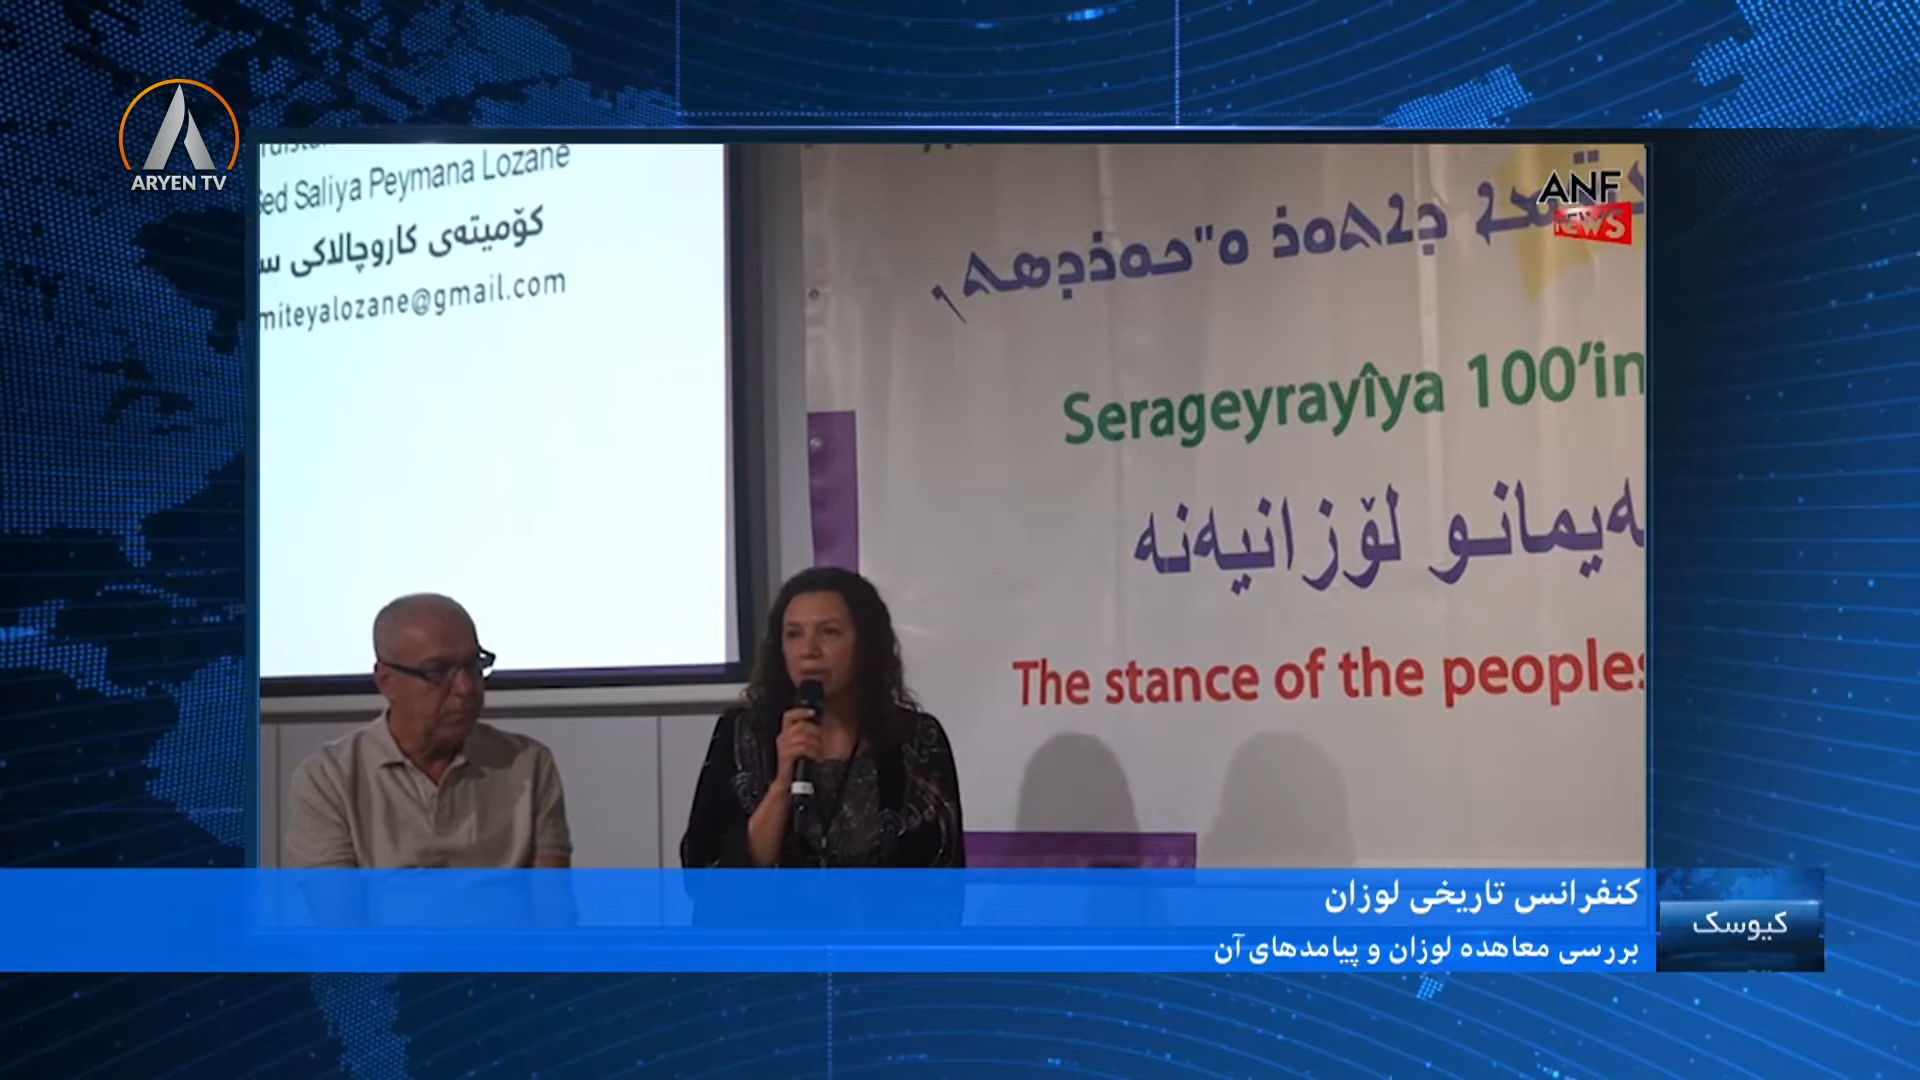 ARYEN TV
Saliya Peymana Lozanê
کۆمیتەی کاروچالاکی
miteyalozane@gmail.com
ANF
NEWS
Serageyrayîya 100'in
ەیمانو لۆزانیەنە
The stance of the peoples
کنفرانس تاریخی لوزان
بررسی معاهده لوزان و پیامدهای آن
کیوسک